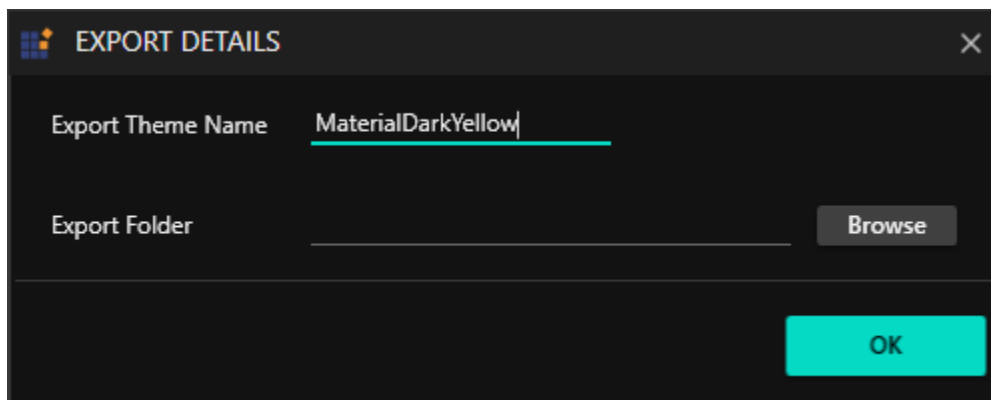 EXPORT DETAILS
Export Theme Name MaterialDarkYellow
Export Folder Browse
OK